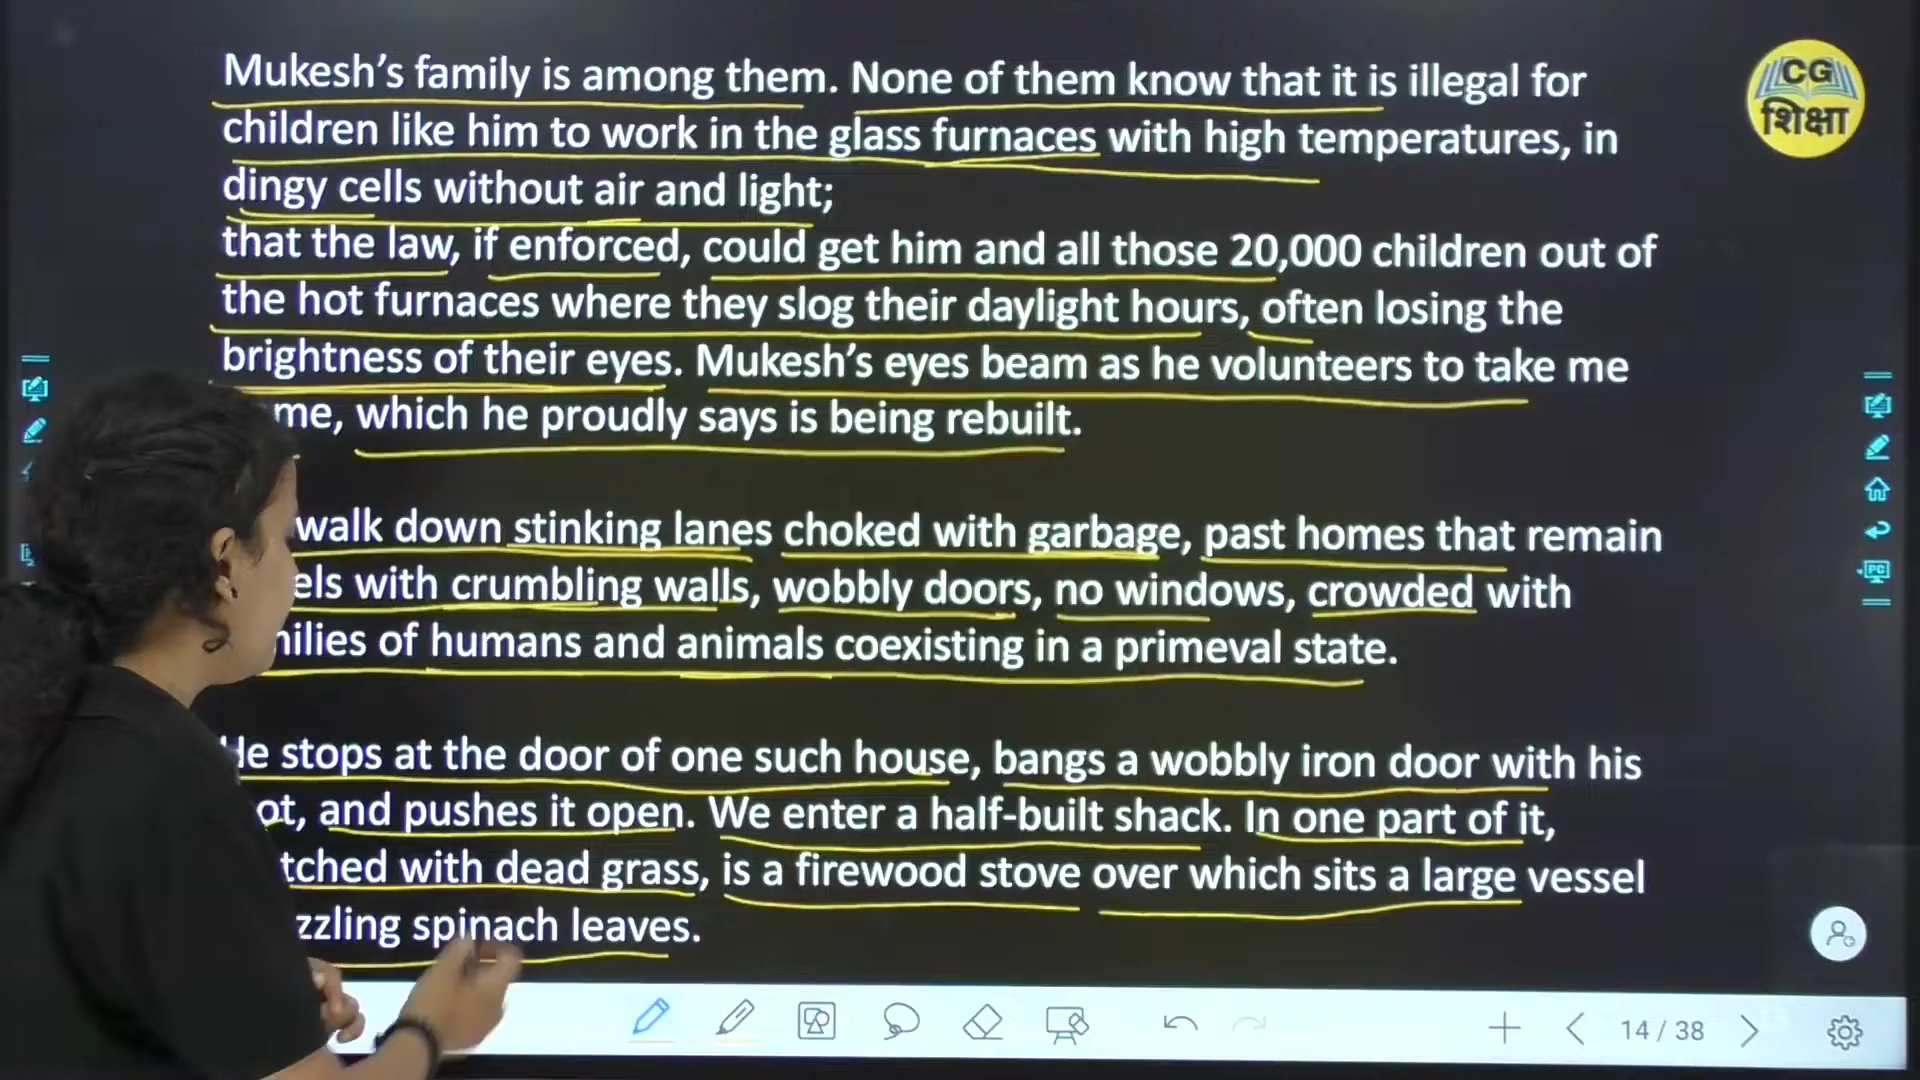 Mukesh's family is among them. None of them know that it is illegal for
CG
शिक्षा
children like him to work in the glass furnaces with high temperatures, in
dingy cells without air and light;
that the law, if enforced, could get him and all those 20,000 children out of
the hot furnaces where they slog their daylight hours, often losing the
brightness of their eyes. Mukesh's eyes beam as he volunteers to take me
me, which he proudly says is being rebuilt.
walk down stinking lanes choked with garbage, past homes that remain
els with crumbling walls, wobbly doors, no windows, crowded with
ilies of humans and animals coexisting in a primeval state.
He stops at the door of one such house, bangs a wobbly iron door with his
ot, and pushes it open. We enter a half-built shack. In one part of it,
tched with dead grass, is a firewood stove over which sits a large vessel
zzling spinach leaves.
PC
14 / 38